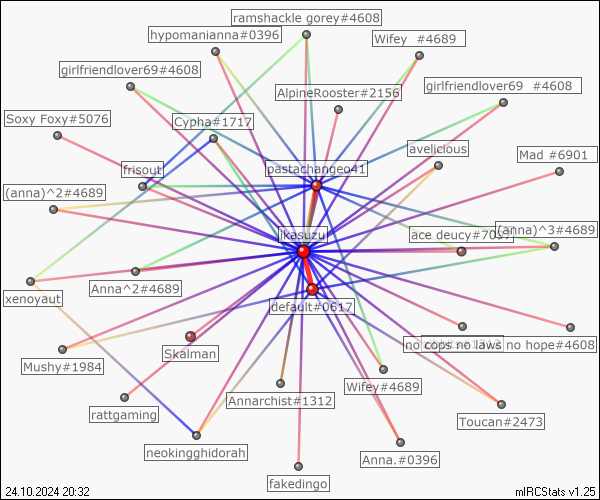 ramshackle gorey#4608
hypomanianna#0396
Wifey #4689
girlfriendlover69#4608
AlpineRooster#2156
girlfriendlover69 #4608
Soxy Foxy#5076
Cypha#1717
avelicious
Mad #6901
frisout
pastachangeo41
(anna)^2#4689
ikasuzu
ace deucy#7007
(anna)^3#4689
Anna^2#4689
xenoyaut
default#0617
Skalman
no cops no laws no hope#4608
Mushy#1984
Wifey#4689
rattgaming
Annarchist#1312
Toucan#2473
neokingghidorah
Anna.#0396
fakedingo
24.10.2024 20:32
mIRCStats v1.25